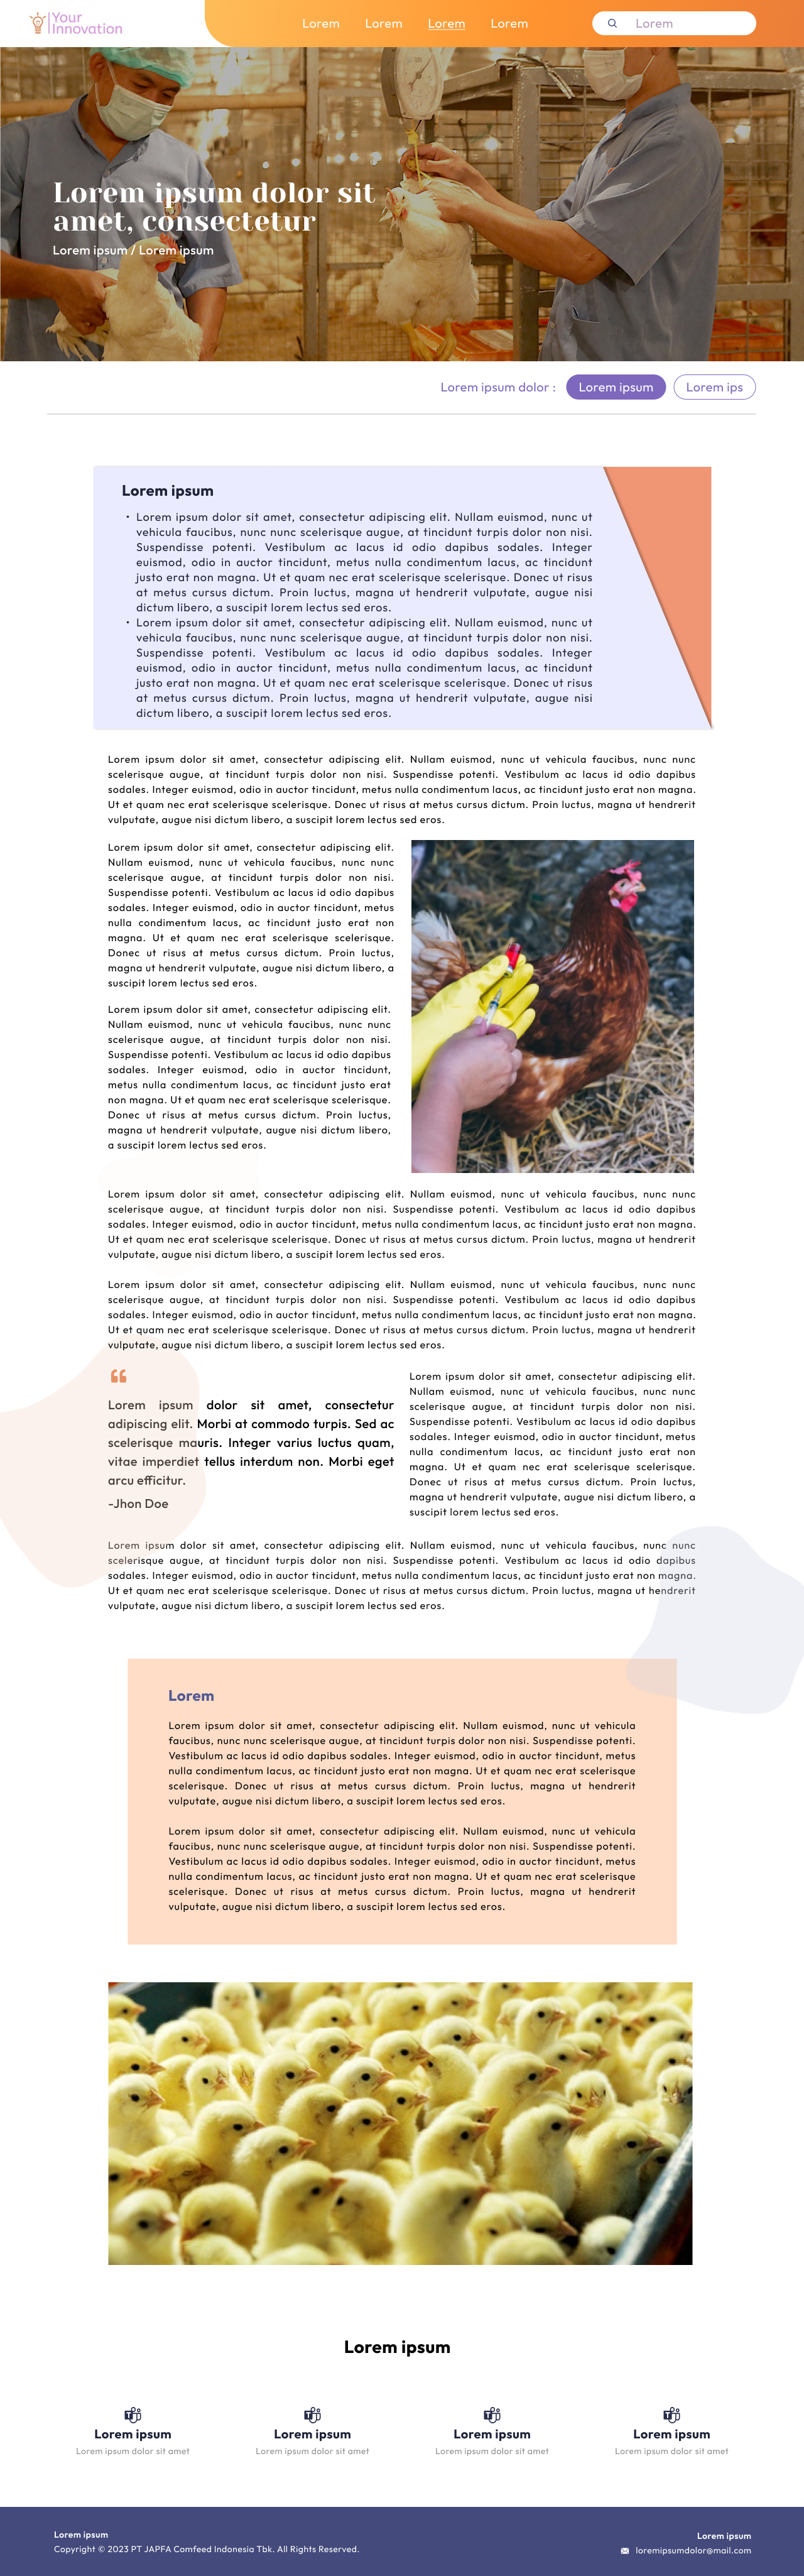 Your
Innovation
Lorem Lorem Lorem Lorem
Lorem
Lorem ipsum dolor sit
amet, consectetur
Lorem ipsum / Lorem ipsum
Lorem ipsum dolor : Lorem ipsum Lorem ips
Lorem ipsum
• Lorem ipsum dolor sit amet, consectetur adipiscing elit. Nullam euismod, nunc ut
vehicula faucibus, nunc nunc scelerisque augue, at tincidunt turpis dolor non nisi.
Suspendisse potenti. Vestibulum ac lacus id odio dapibus sodales. Integer
euismod, odio in auctor tincidunt, metus nulla condimentum lacus, ac tincidunt
justo erat non magna. Ut et quam nec erat scelerisque scelerisque. Donec ut risus
at metus cursus dictum. Proin luctus, magna ut hendrerit vulputate, augue nisi
dictum libero, a suscipit lorem lectus sed eros.
• Lorem ipsum dolor sit amet, consectetur adipiscing elit. Nullam euismod, nunc ut
vehicula faucibus, nunc nunc scelerisque augue, at tincidunt turpis dolor non nisi.
Suspendisse potenti. Vestibulum ac lacus id odio dapibus sodales. Integer
euismod, odio in auctor tincidunt, metus nulla condimentum lacus, ac tincidunt
justo erat non magna. Ut et quam nec erat scelerisque scelerisque. Donec ut risus
at metus cursus dictum. Proin luctus, magna ut hendrerit vulputate, augue nisi
dictum libero, a suscipit lorem lectus sed eros.
Lorem ipsum dolor sit amet, consectetur adipiscing elit. Nullam euismod, nunc ut vehicula faucibus, nunc nunc
scelerisque augue, at tincidunt turpis dolor non nisi. Suspendisse potenti. Vestibulum ac lacus id odio dapibus
sodales. Integer euismod, odio in auctor tincidunt, metus nulla condimentum lacus, ac tincidunt justo erat non magna.
Ut et quam nec erat scelerisque scelerisque. Donec ut risus at metus cursus dictum. Proin luctus, magna ut hendrerit
vulputate, augue nisi dictum libero, a suscipit lorem lectus sed eros.
Lorem ipsum dolor sit amet, consectetur adipiscing elit.
Nullam euismod, nunc ut vehicula faucibus, nunc nunc
scelerisque augue, at tincidunt turpis dolor non nisi.
Suspendisse potenti. Vestibulum ac lacus id odio dapibus
sodales. Integer euismod, odio in auctor tincidunt, metus
nulla condimentum lacus, ac tincidunt justo erat non
magna. Ut et quam nec erat scelerisque scelerisque.
Donec ut risus at metus cursus dictum. Proin luctus,
magna ut hendrerit vulputate, augue nisi dictum libero, a
suscipit lorem lectus sed eros.
Lorem ipsum dolor sit amet, consectetur adipiscing elit.
Nullam euismod, nunc ut vehicula faucibus, nunc nunc
scelerisque augue, at tincidunt turpis dolor non nisi.
Suspendisse potenti. Vestibulum ac lacus id odio dapibus
sodales. Integer euismod, odio in auctor tincidunt,
metus nulla condimentum lacus, ac tincidunt justo erat
non magna. Ut et quam nec erat scelerisque scelerisque.
Donec ut risus at metus cursus dictum. Proin luctus,
magna ut hendrerit vulputate, augue nisi dictum libero,
a suscipit lorem lectus sed eros.
Lorem ipsum dolor sit amet, consectetur adipiscing elit. Nullam euismod, nunc ut vehicula faucibus, nunc nunc
scelerisque augue, at tincidunt turpis dolor non nisi. Suspendisse potenti. Vestibulum ac lacus id odio dapibus
sodales. Integer euismod, odio in auctor tincidunt, metus nulla condimentum lacus, ac tincidunt justo erat non magna.
Ut et quam nec erat scelerisque scelerisque. Donec ut risus at metus cursus dictum. Proin luctus, magna ut hendrerit
vulputate, augue nisi dictum libero, a suscipit lorem lectus sed eros.
Lorem ipsum dolor sit amet, consectetur adipiscing elit. Nullam euismod, nunc ut vehicula faucibus, nunc nunc
scelerisque augue, at tincidunt turpis dolor non nisi. Suspendisse potenti. Vestibulum ac lacus id odio dapibus
sodales. Integer euismod, odio in auctor tincidunt, metus nulla condimentum lacus, ac tincidunt justo erat non magna.
Ut et quam nec erat scelerisque scelerisque. Donec ut risus at metus cursus dictum. Proin luctus, magna ut hendrerit
vulputate, augue nisi dictum libero, a suscipit lorem lectus sed eros.
“
Lorem ipsum dolor sit amet, consectetur
adipiscing elit. Morbi at commodo turpis. Sed ac
scelerisque mauris. Integer varius luctus quam,
vitae imperdiet tellus interdum non. Morbi eget
arcu efficitur.
-Jhon Doe
Lorem ipsum dolor sit amet, consectetur adipiscing elit.
Nullam euismod, nunc ut vehicula faucibus, nunc nunc
scelerisque augue, at tincidunt turpis dolor non nisi.
Suspendisse potenti. Vestibulum ac lacus id odio dapibus
sodales. Integer euismod, odio in auctor tincidunt, metus
nulla condimentum lacus, ac tincidunt justo erat non
magna. Ut et quam nec erat scelerisque scelerisque.
Donec ut risus at metus cursus dictum. Proin luctus,
magna ut hendrerit vulputate, augue nisi dictum libero, a
suscipit lorem lectus sed eros.
Lorem ipsum dolor sit amet, consectetur adipiscing elit. Nullam euismod, nunc ut vehicula faucibus, nunc nunc
scelerisque augue, at tincidunt turpis dolor non nisi. Suspendisse potenti. Vestibulum ac lacus id odio dapibus
sodales. Integer euismod, odio in auctor tincidunt, metus nulla condimentum lacus, ac tincidunt justo erat non magna.
Ut et quam nec erat scelerisque scelerisque. Donec ut risus at metus cursus dictum. Proin luctus, magna ut hendrerit
vulputate, augue nisi dictum libero, a suscipit lorem lectus sed eros.
Lorem
Lorem ipsum dolor sit amet, consectetur adipiscing elit. Nullam euismod, nunc ut vehicula
faucibus, nunc nunc scelerisque augue, at tincidunt turpis dolor non nisi. Suspendisse potenti.
Vestibulum ac lacus id odio dapibus sodales. Integer euismod, odio in auctor tincidunt, metus
nulla condimentum lacus, ac tincidunt justo erat non magna. Ut et quam nec erat scelerisque
scelerisque. Donec ut risus at metus cursus dictum. Proin luctus, magna ut hendrerit
vulputate, augue nisi dictum libero, a suscipit lorem lectus sed eros.
Lorem ipsum dolor sit amet, consectetur adipiscing elit. Nullam euismod, nunc ut vehicula
faucibus, nunc nunc scelerisque augue, at tincidunt turpis dolor non nisi. Suspendisse potenti.
Vestibulum ac lacus id odio dapibus sodales. Integer euismod, odio in auctor tincidunt, metus
nulla condimentum lacus, ac tincidunt justo erat non magna. Ut et quam nec erat scelerisque
scelerisque. Donec ut risus at metus cursus dictum. Proin luctus, magna ut hendrerit
vulputate, augue nisi dictum libero, a suscipit lorem lectus sed eros.
Lorem ipsum
Lorem ipsum Lorem ipsum Lorem ipsum Lorem ipsum
Lorem ipsum dolor sit amet Lorem ipsum dolor sit amet Lorem ipsum dolor sit amet Lorem ipsum dolor sit amet
Lorem ipsum
Copyright © 2023 PT JAPFA Comfeed Indonesia Tbk. All Rights Reserved.
Lorem ipsum
loremipsumdolor@mail.com